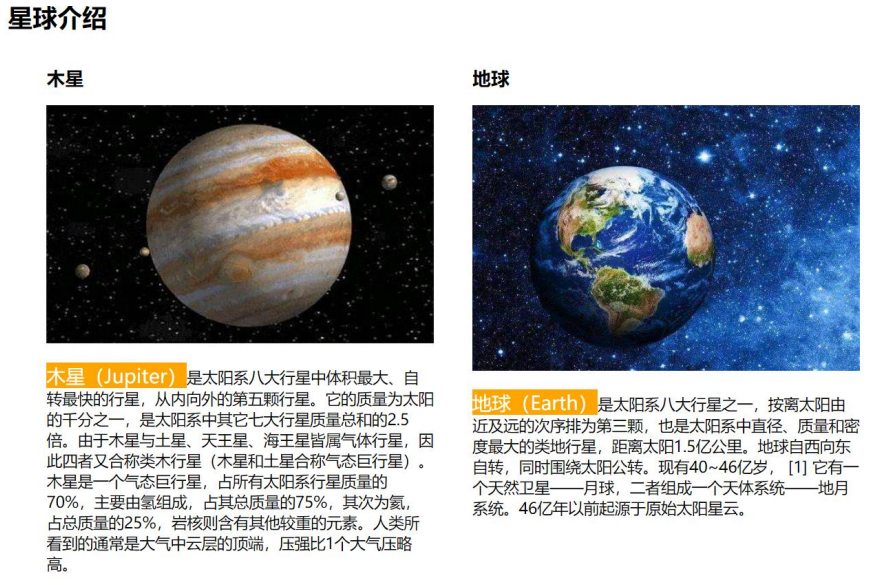 星球介绍
木星
木星（Jupiter）是太阳系八大行星中体积最大、自
转最快的行星，从内向外的第五颗行星。它的质量为太阳
的千分之一，是太阳系中其它七大行星质量总和的2.5
倍。由于木星与土星、天王星、海王星皆属气体行星，因
此四者又合称类木行星（木星和土星合称气态巨行星）。
木星是一个气态巨行星，占所有太阳系行星质量的
70%，主要由氢组成，占其总质量的75%，其次为氦，
占总质量的25%，岩核则含有其他较重的元素。人类所
看到的通常是大气中云层的顶端，压强比1个大气压略
高。
地球
地球（Earth）是太阳系八大行星之一，按离太阳由
近及远的次序排为第三颗，也是太阳系中直径、质量和密
度最大的类地行星，距离太阳1.5亿公里。地球自西向东
自转，同时围绕太阳公转。现有40~46亿岁， [1] 它有一
个天然卫星——月球，二者组成一个天体系统——地月
系统。46亿年以前起源于原始太阳星云。